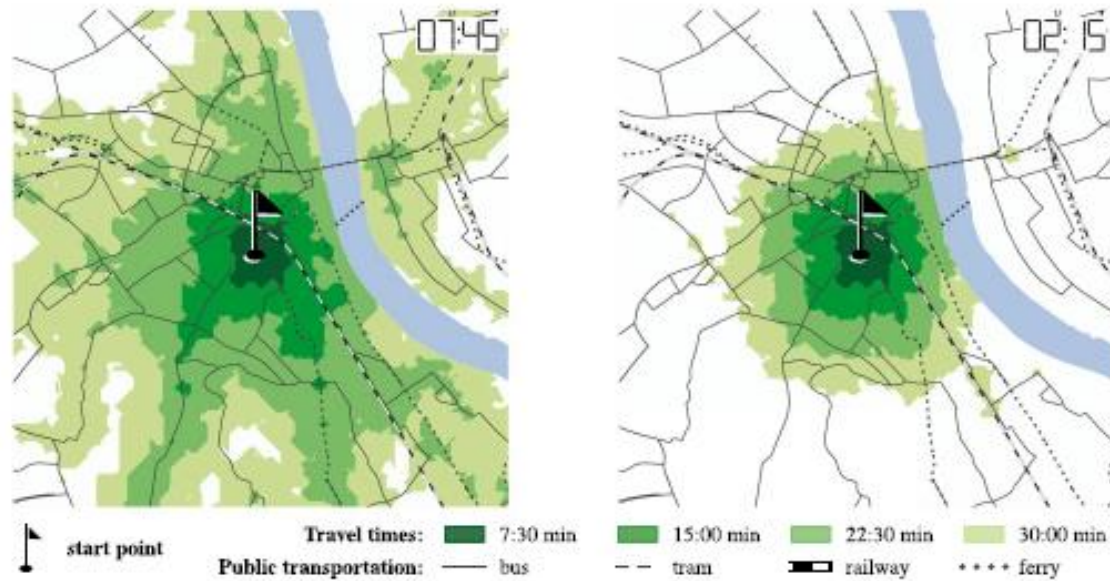 07:45
02:15
start point
Travel times: 7:30 min 15:00 min 22:30 min 30:00 min
Public transportation: bus tram railway ferry